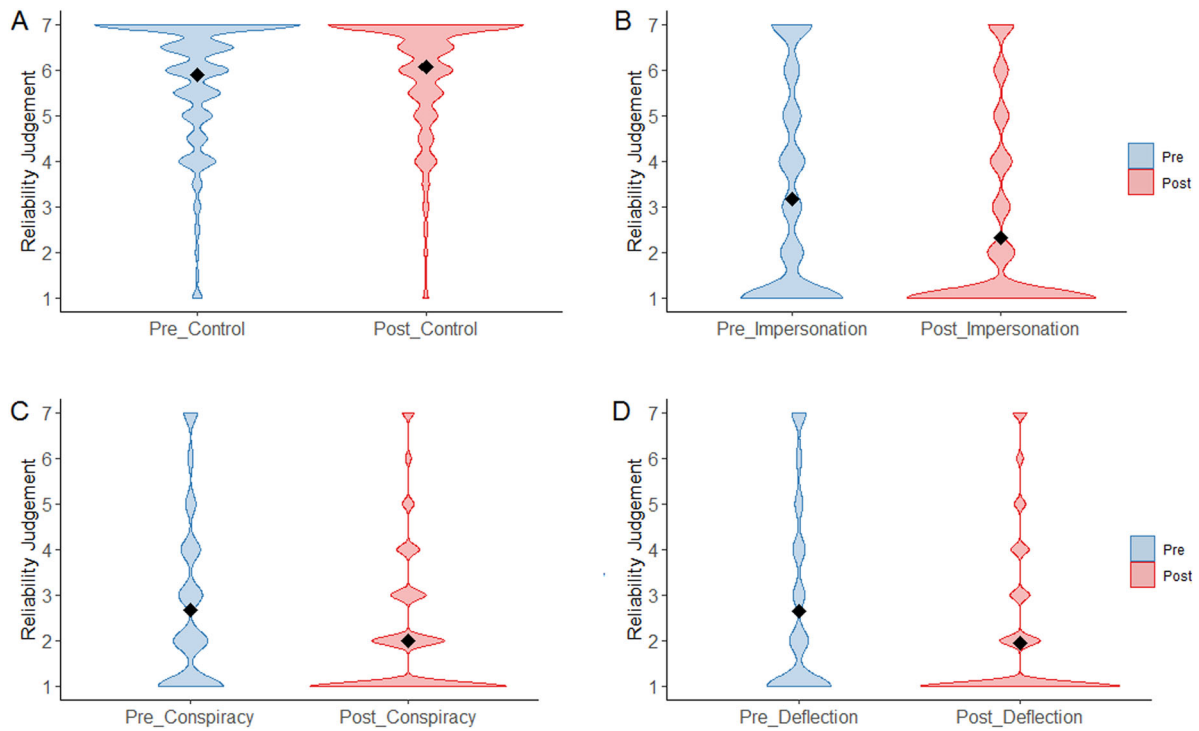 A
Reliability Judgement
7
6
5
4
3
2
1
Pre_Control
Post_Control
B
Reliability Judgement
7
6
5
4
3
2
1
Pre_Impersonation
Post_Impersonation
Pre
Post
C
Reliability Judgement
7
6
5
4
3
2
1
Pre_Conspiracy
Post_Conspiracy
D
Reliability Judgement
7
6
5
4
3
2
1
Pre_Deflection
Post_Deflection
Pre
Post